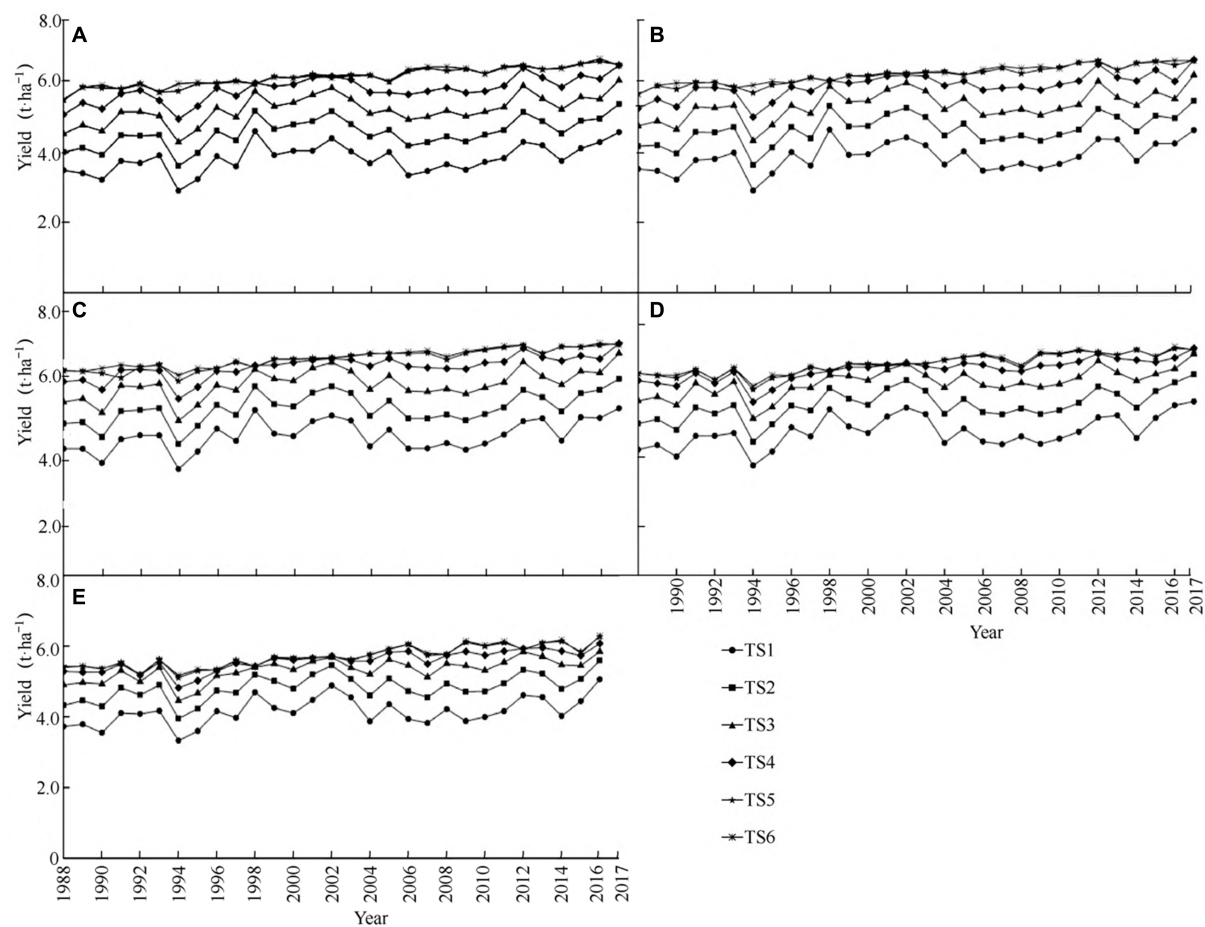 A
8.0
6.0
4.0
2.0
Yield (t·ha⁻¹)
B
C
8.0
6.0
4.0
2.0
Yield (t·ha⁻¹)
D
1990 1992 1994 1996 1998 2000 2002 2004 2006 2008 2010 2012 2014 2016 2017
Year
E
8.0
6.0
4.0
2.0
0
Yield (t·ha⁻¹)
1988 1990 1992 1994 1996 1998 2000 2002 2004 2006 2008 2010 2012 2014 2016 2017
Year
TS1
TS2
TS3
TS4
TS5
TS6